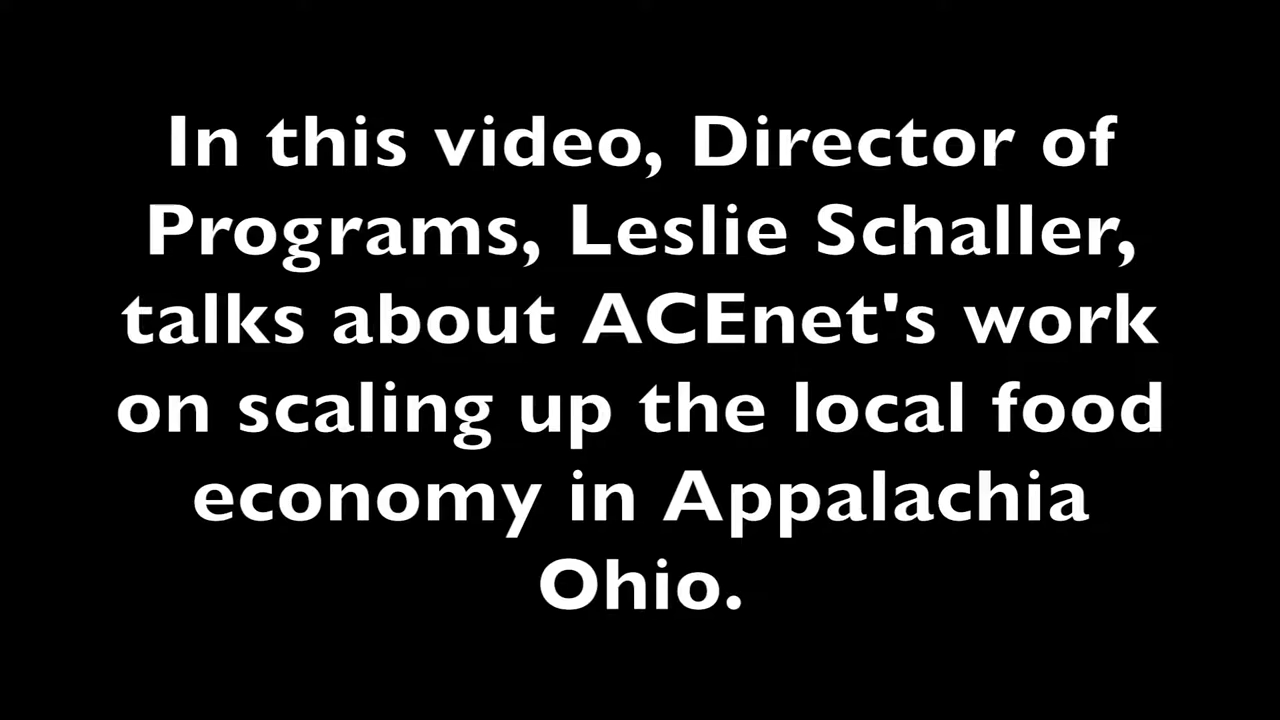 In this video, Director of
Programs, Leslie Schaller,
talks about ACEnet's work
on scaling up the local food
economy in Appalachia
Ohio.